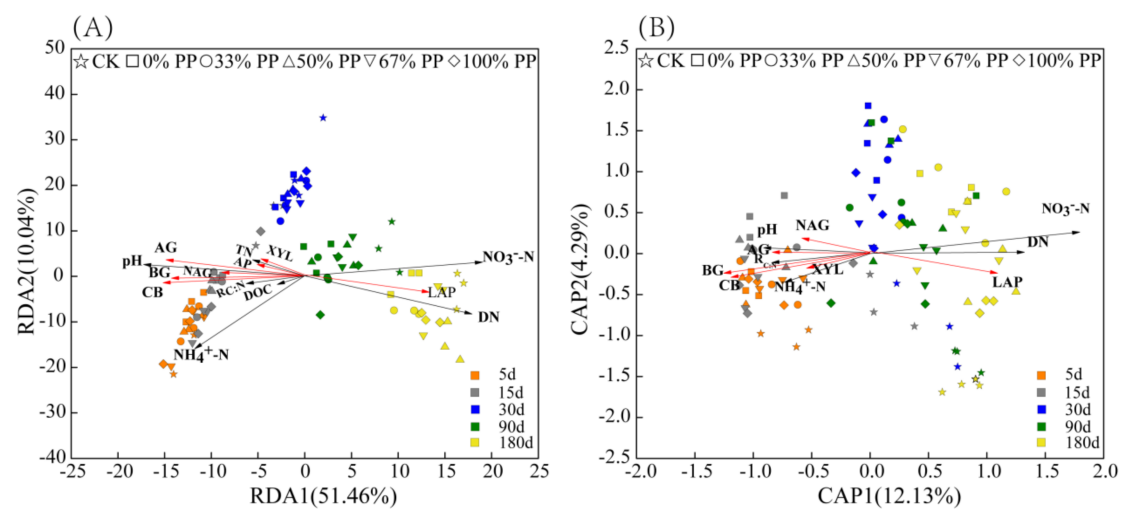 (A)
☆CK □0% PP ○33% PP △50% PP ▽67% PP ◇100% PP
50
40
30
20
10
0
-10
-20
-30
-40
RDA2(10.04%)
AG
pH
BG
NAG
CB
TN
XYL
AP
RC:N
DOC
NH4+-N
NO3--N
LAP
DN
5d
15d
30d
90d
180d
-25 -20 -15 -10 -5 0 5 10 15 20 25
RDA1(51.46%)
(B)
☆CK □0% PP ○33% PP △50% PP ▽67% PP ◇100% PP
2.5
2.0
1.5
1.0
0.5
0.0
-0.5
-1.0
-1.5
-2.0
-2.5
CAP2(4.29%)
NAG
pH
AG
RC:N
BG
XYL
CB
NH4+-N
NO3--N
DN
LAP
5d
15d
30d
90d
180d
-2.0 -1.5 -1.0 -0.5 0.0 0.5 1.0 1.5 2.0
CAP1(12.13%)